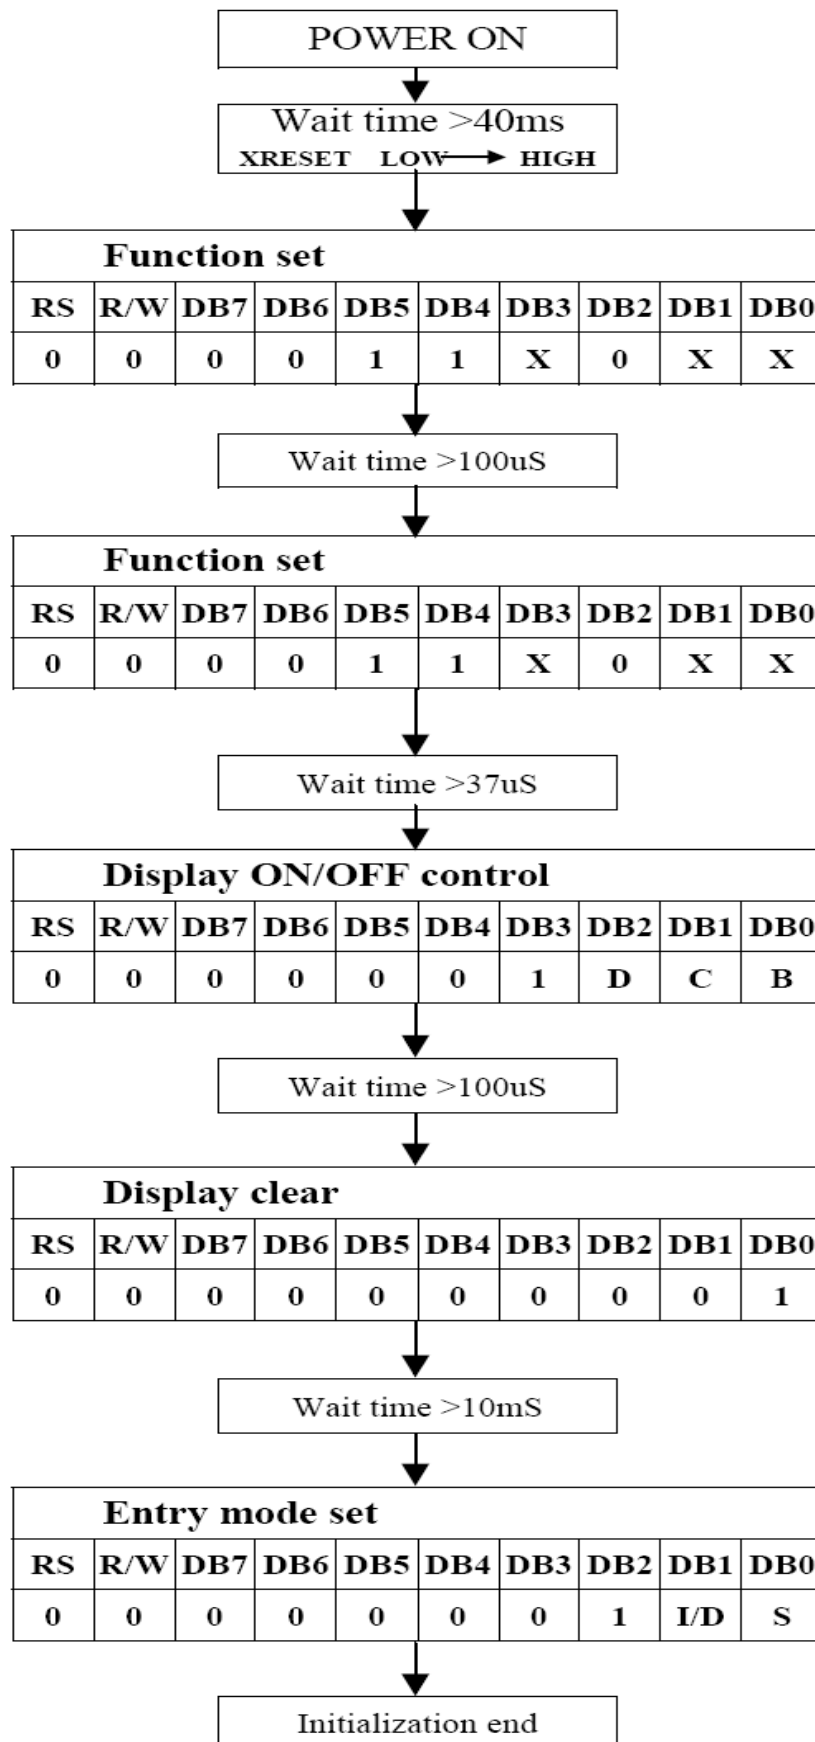 POWER ON
Wait time >40ms
XRESET LOW HIGH
Function set
RS R/W DB7 DB6 DB5 DB4 DB3 DB2 DB1 DB0
0 0 0 0 1 1 X 0 X X
Wait time >100uS
Function set
RS R/W DB7 DB6 DB5 DB4 DB3 DB2 DB1 DB0
0 0 0 0 1 1 X 0 X X
Wait time >37uS
Display ON/OFF control
RS R/W DB7 DB6 DB5 DB4 DB3 DB2 DB1 DB0
0 0 0 0 0 0 1 D C B
Wait time >100uS
Display clear
RS R/W DB7 DB6 DB5 DB4 DB3 DB2 DB1 DB0
0 0 0 0 0 0 0 0 0 1
Wait time >10mS
Entry mode set
RS R/W DB7 DB6 DB5 DB4 DB3 DB2 DB1 DB0
0 0 0 0 0 0 0 1 I/D S
Initialization end